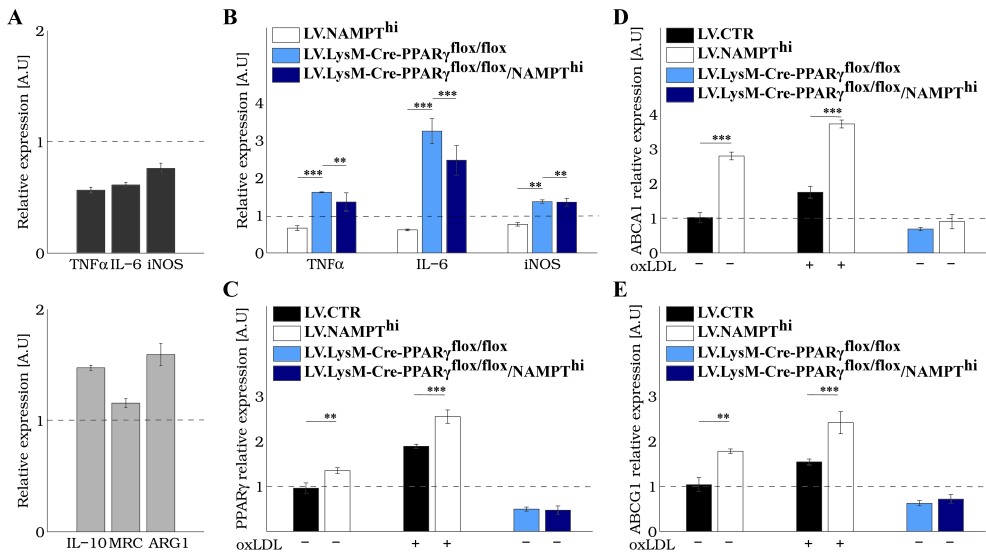 A
Relative expression [A.U]
2
1
0
TNFα IL–6 iNOS
Relative expression [A.U]
2
1
0
IL–10 MRC ARG1
B
LV.NAMPThi
LV.LysM-Cre-PPARγflox/flox
LV.LysM-Cre-PPARγflox/flox/NAMPThi
Relative expression [A.U]
4
3
2
1
0
*** **
*** ***
** **
TNFα IL–6 iNOS
C
LV.CTR
LV.NAMPThi
LV.LysM-Cre-PPARγflox/flox
LV.LysM-Cre-PPARγflox/flox/NAMPThi
PPARγ relative expression [A.U]
3
2
1
0
** ***
oxLDL – – + + – –
D
LV.CTR
LV.NAMPThi
LV.LysM-Cre-PPARγflox/flox
LV.LysM-Cre-PPARγflox/flox/NAMPThi
ABCA1 relative expression [A.U]
4
3
2
1
0
*** ***
oxLDL – – + + – –
E
LV.CTR
LV.NAMPThi
LV.LysM-Cre-PPARγflox/flox
LV.LysM-Cre-PPARγflox/flox/NAMPThi
ABCG1 relative expression [A.U]
3
2
1
0
** ***
oxLDL – – + + – –